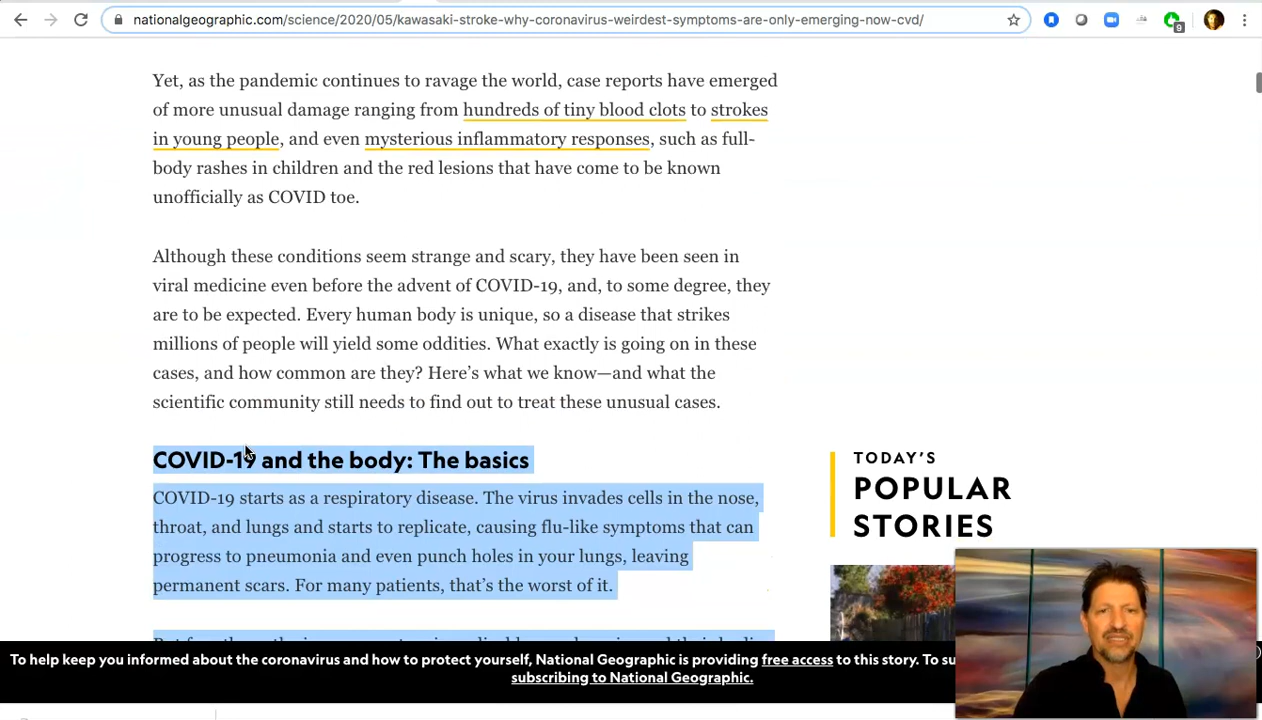 nationalgeographic.com/science/2020/05/kawasaki-stroke-why-coronavirus-weirdest-symptoms-are-only-emerging-now-cvd/
9
Yet, as the pandemic continues to ravage the world, case reports have emerged
of more unusual damage ranging from hundreds of tiny blood clots to strokes
in young people, and even mysterious inflammatory responses, such as full-
body rashes in children and the red lesions that have come to be known
unofficially as COVID toe.
Although these conditions seem strange and scary, they have been seen in
viral medicine even before the advent of COVID-19, and, to some degree, they
are to be expected. Every human body is unique, so a disease that strikes
millions of people will yield some oddities. What exactly is going on in these
cases, and how common are they? Here’s what we know—and what the
scientific community still needs to find out to treat these unusual cases.
COVID-19 and the body: The basics
COVID-19 starts as a respiratory disease. The virus invades cells in the nose,
throat, and lungs and starts to replicate, causing flu-like symptoms that can
progress to pneumonia and even punch holes in your lungs, leaving
permanent scars. For many patients, that’s the worst of it.
TODAY’S
POPULAR
STORIES
To help keep you informed about the coronavirus and how to protect yourself, National Geographic is providing free access to this story. To su
subscribing to National Geographic.